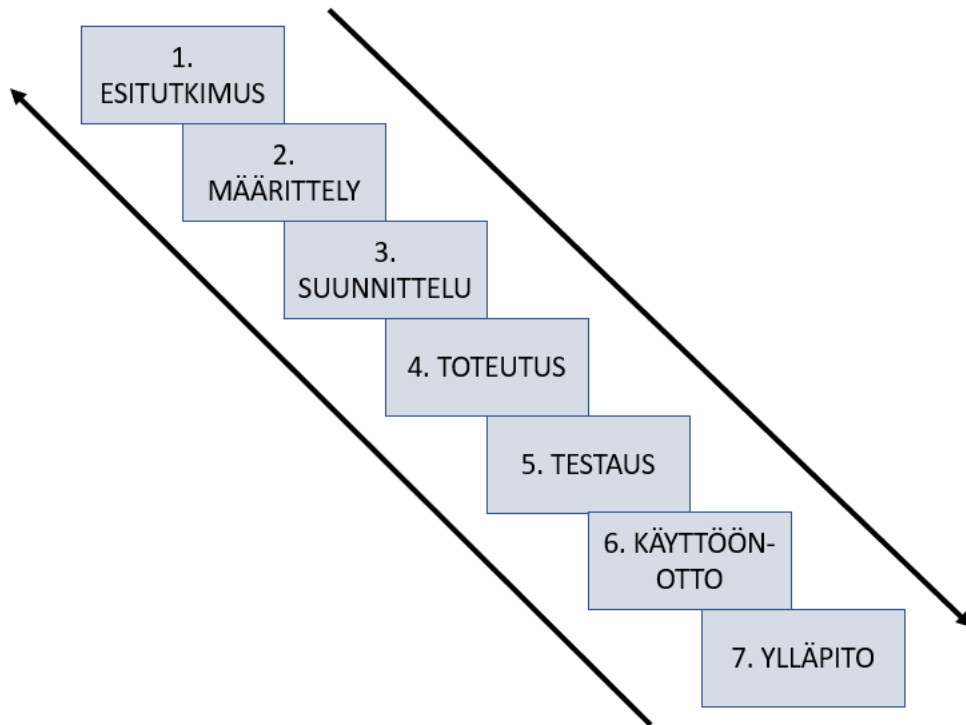 1.
ESITUTKIMUS
2.
MÄÄRITTELY
3.
SUUNNITTELU
4. TOTEUTUS
5. TESTAUS
6. KÄYTTÖÖN-
OTTO
7. YLLÄPITO